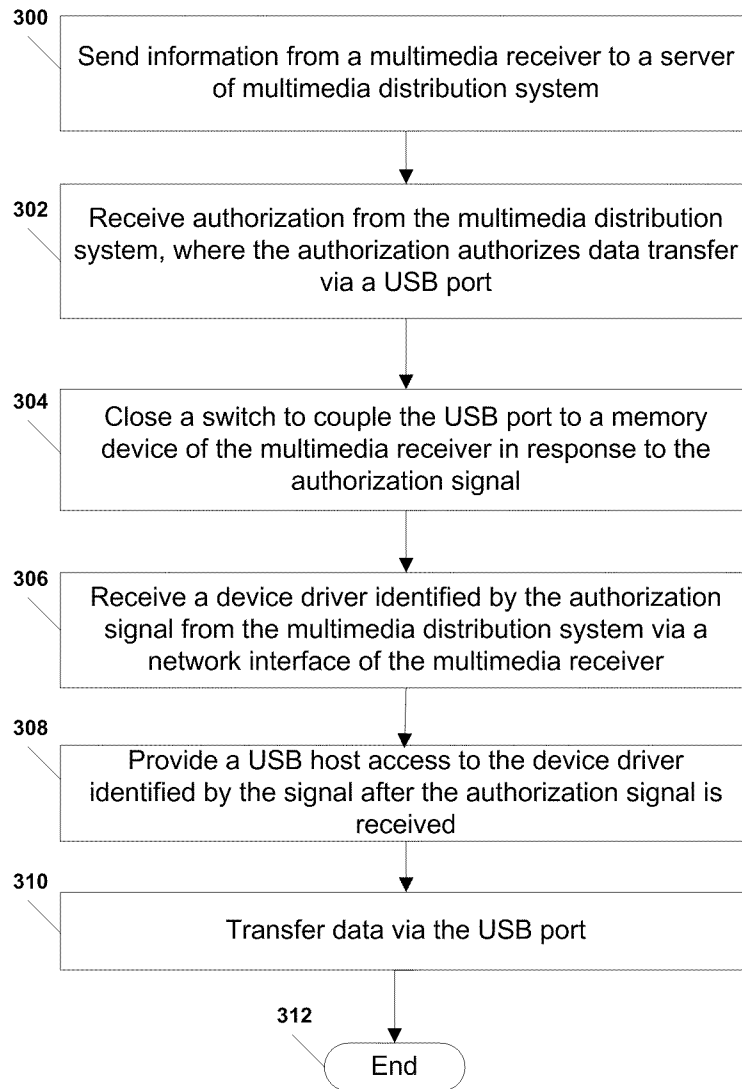 300
Send information from a multimedia receiver to a server
of multimedia distribution system
302
Receive authorization from the multimedia distribution
system, where the authorization authorizes data transfer
via a USB port
304
Close a switch to couple the USB port to a memory
device of the multimedia receiver in response to the
authorization signal
306
Receive a device driver identified by the authorization
signal from the multimedia distribution system via a
network interface of the multimedia receiver
308
Provide a USB host access to the device driver
identified by the signal after the authorization signal is
received
310
Transfer data via the USB port
312
End